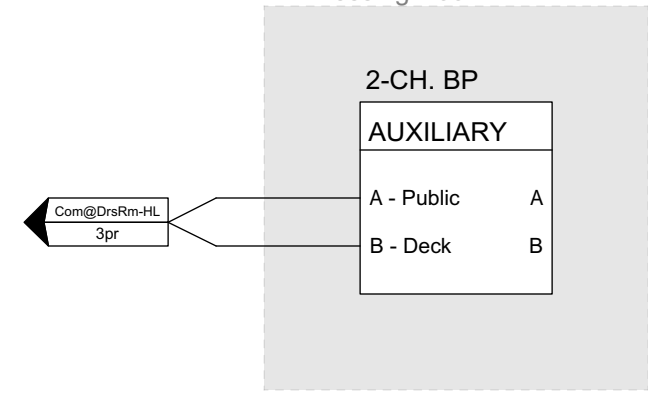 2-CH. BP
AUXILIARY
A - Public A
B - Deck B
Com@DrsRm-HL
3pr